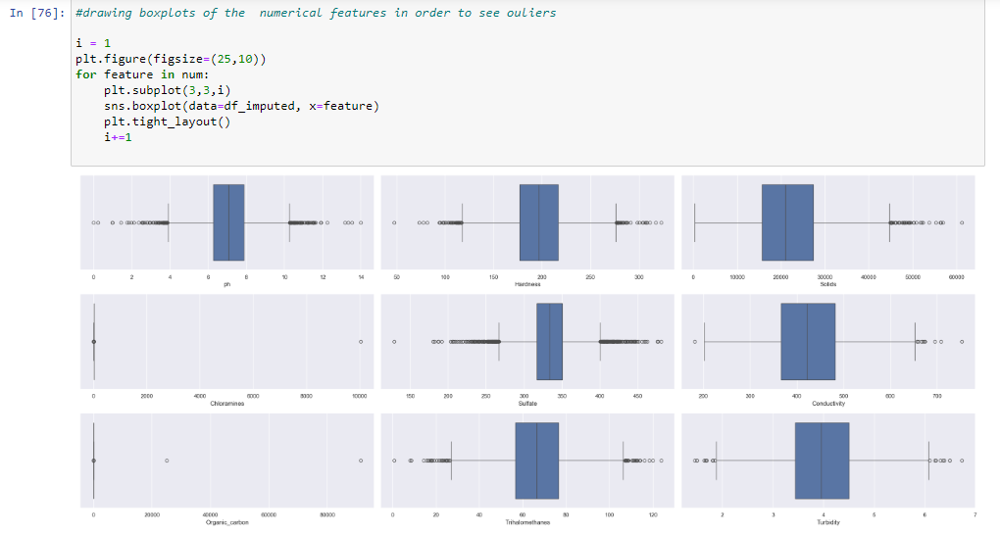 In [76]: #drawing boxplots of the  numerical features in order to see ouliers
i = 1
plt.figure(figsize=(25,10))
for feature in num:
    plt.subplot(3,3,i)
    sns.boxplot(data=df_imputed, x=feature)
    plt.tight_layout()
    i+=1
0 2 4 6 8 10 12 14
ph
50 100 150 200 250 300
Hardness
0 10000 20000 30000 40000 50000 60000
Solids
0 2000 4000 6000 8000 10000
Chloramines
150 200 250 300 350 400 450
Sulfate
200 300 400 500 600 700
Conductivity
0 20000 40000 60000 80000
Organic_carbon
0 20 40 60 80 100 120
Trihalomethanes
2 3 4 5 6 7
Turbidity